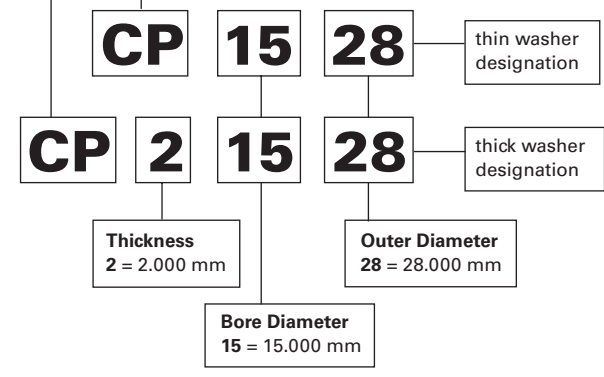 CP 15 28
thin washer
designation
CP 2 15 28
thick washer
designation
Thickness
2 = 2.000 mm
Outer Diameter
28 = 28.000 mm
Bore Diameter
15 = 15.000 mm